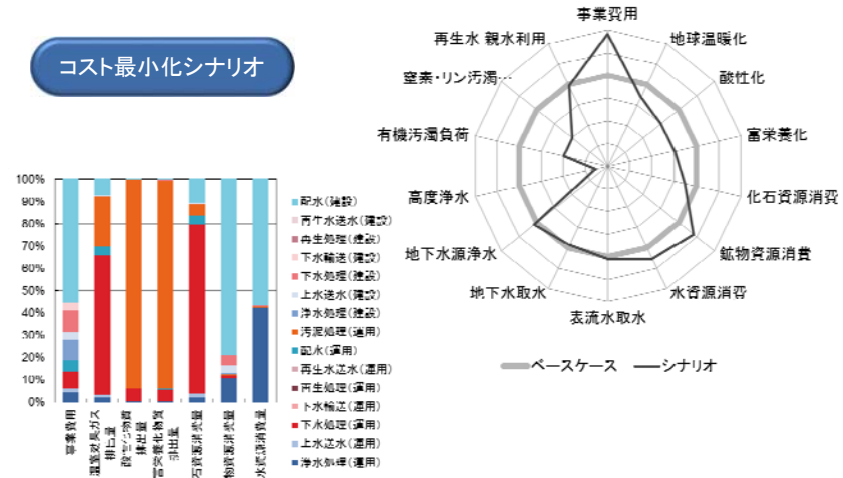 コスト最小化シナリオ
事業費用
地球温暖化
酸性化
富栄養化
化石資源消費
鉱物資源消費
水資源消費
表流水取水
地下水取水
地下水源浄水
高度浄水
有機汚濁負荷
窒素・リン汚濁…
再生水 親水利用
ベースケース
シナリオ
100%
90%
80%
70%
60%
50%
40%
30%
20%
10%
0%
事業費用
温室効果ガス
排出量
酸性化物質
排出量
富栄養化物質
排出量
石資源消費量
物資源消費量
水資源消費量
配水(建設)
再生水送水(建設)
再生処理(建設)
下水輸送(建設)
下水処理(建設)
上水送水(建設)
浄水処理(建設)
汚泥処理(運用)
配水(運用)
再生水送水(運用)
再生処理(運用)
下水輸送(運用)
下水処理(運用)
上水送水(運用)
浄水処理(運用)